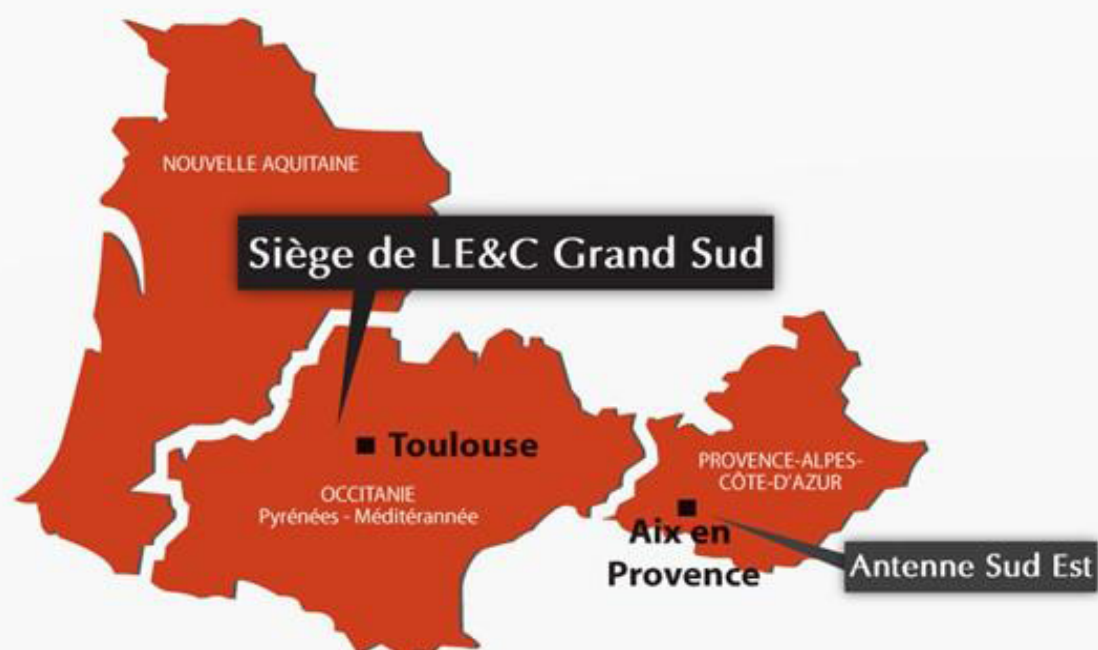 NOUVELLE AQUITAINE
Siège de LE&C Grand Sud
Toulouse
OCCITANIE
Pyrénées - Méditérannée
PROVENCE-ALPES-
CÔTE-D'AZUR
Aix en
Provence
Antenne Sud Est